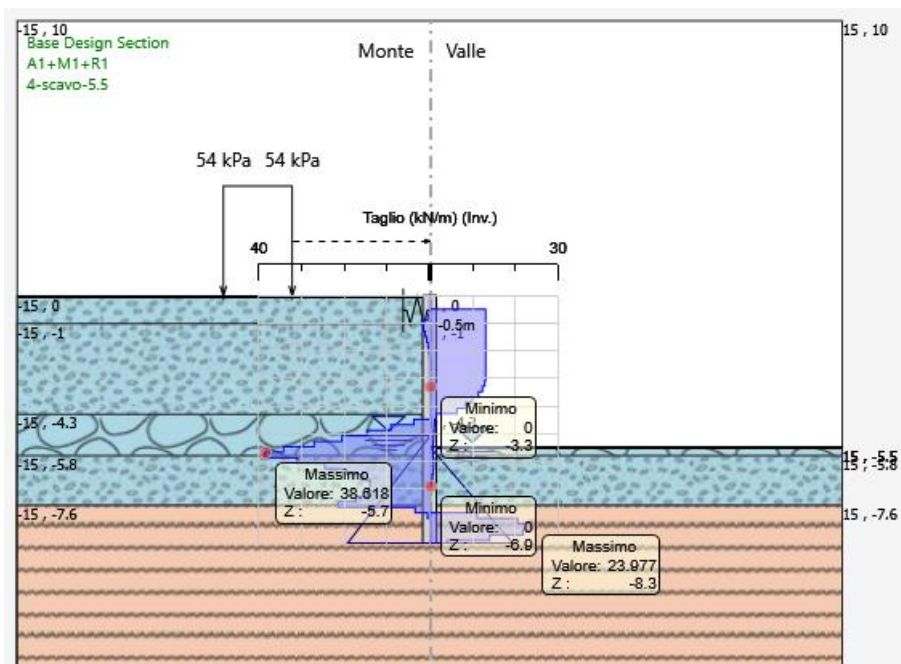 -15 , 10
15 , 10
Base Design Section
A1+M1+R1
4-scavo-5.5
Monte
Valle
54 kPa
54 kPa
Taglio (kN/m) (Inv.)
40
30
-15 , 0
0
-0.5m
-15 , -1
, -1
Minimo
Valore: 0
Z : -3.3
-15 , -4.3
-15 , -5.8
15 , -5.5
15 , -5.8
Massimo
Valore: 38.618
Z : -5.7
Minimo
Valore: 0
Z : -6.9
-15 , -7.6
15 , -7.6
Massimo
Valore: 23.977
Z : -8.3